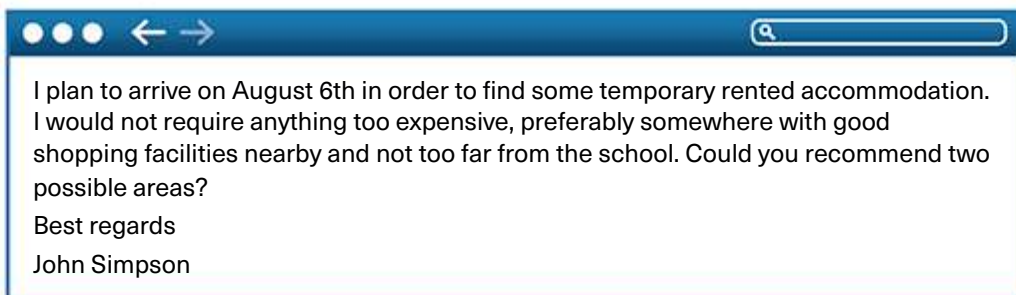 I plan to arrive on August 6th in order to find some temporary rented accommodation.
I would not require anything too expensive, preferably somewhere with good
shopping facilities nearby and not too far from the school. Could you recommend two
possible areas?
Best regards
John Simpson